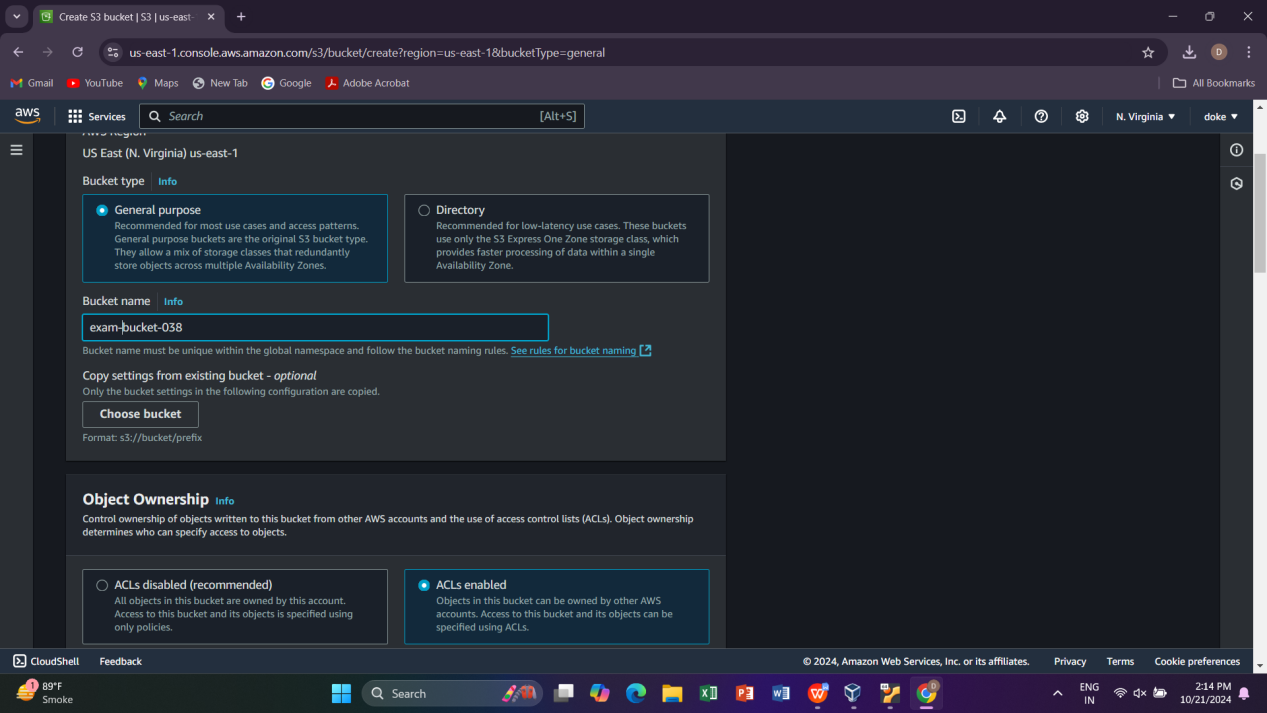 Create S3 bucket | S3 | us-east-
us-east-1.console.aws.amazon.com/s3/bucket/create?region=us-east-1&bucketType=general
D
Gmail YouTube Maps New Tab Google Adobe Acrobat All Bookmarks
aws Services Search [Alt+S] N. Virginia ▼ doke ▼
AWS Region
US East (N. Virginia) us-east-1
Bucket type Info
General purpose
Recommended for most use cases and access patterns.
General purpose buckets are the original S3 bucket type.
They allow a mix of storage classes that redundantly
store objects across multiple Availability Zones.
Directory
Recommended for low-latency use cases. These buckets
use only the S3 Express One Zone storage class, which
provides faster processing of data within a single
Availability Zone.
Bucket name Info
exam-bucket-038
Bucket name must be unique within the global namespace and follow the bucket naming rules. See rules for bucket naming
Copy settings from existing bucket - optional
Only the bucket settings in the following configuration are copied.
Choose bucket
Format: s3://bucket/prefix
Object Ownership Info
Control ownership of objects written to this bucket from other AWS accounts and the use of access control lists (ACLs). Object ownership
determines who can specify access to objects.
ACLs disabled (recommended)
All objects in this bucket are owned by this account.
Access to this bucket and its objects is specified using
only policies.
ACLs enabled
Objects in this bucket can be owned by other AWS
accounts. Access to this bucket and its objects can be
specified using ACLs.
CloudShell Feedback © 2024, Amazon Web Services, Inc. or its affiliates. Privacy Terms Cookie preferences
1
89°F
Smoke
Search
ENG
IN
2:14 PM
10/21/2024